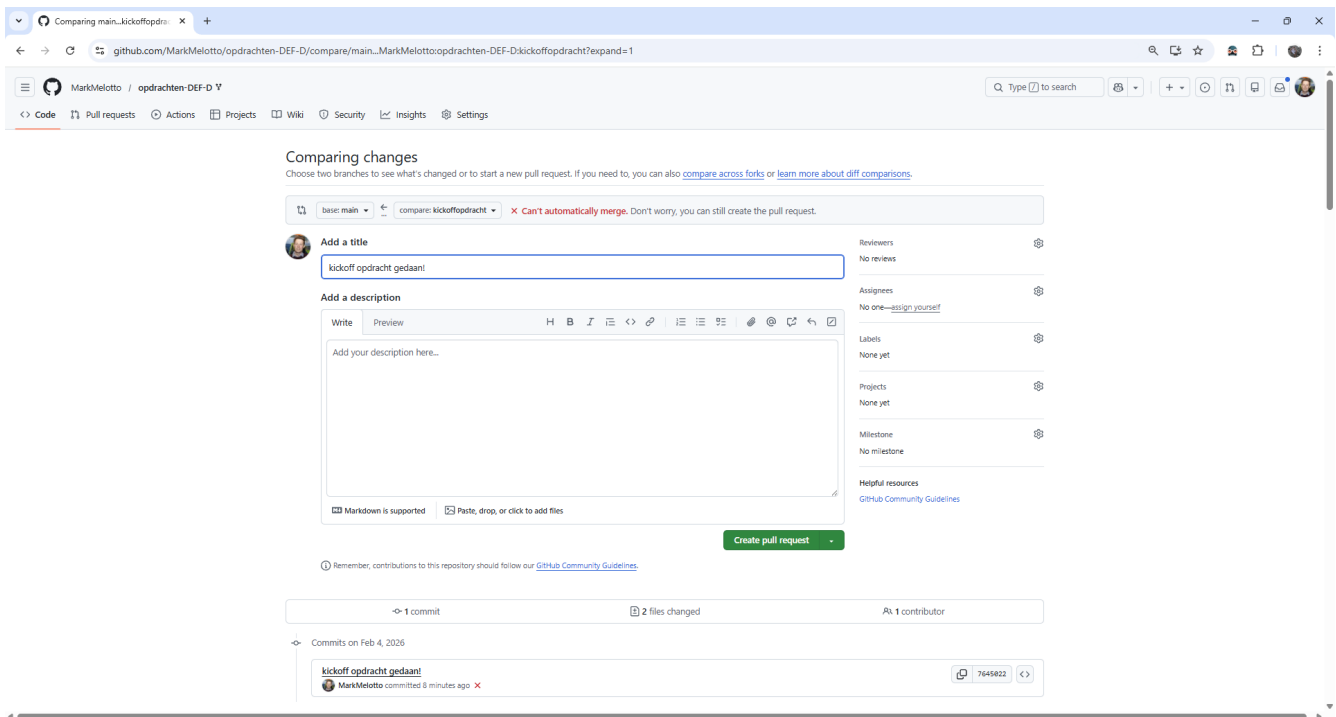 Comparing main...kickoffopdra
github.com/MarkMelotto/opdrachten-DEF-D/compare/main...MarkMelotto:opdrachten-DEF-D:kickoffopdracht?expand=1
MarkMelotto / opdrachten-DEF-D
Type / to search
Code Pull requests Actions Projects Wiki Security Insights Settings
Comparing changes
Choose two branches to see what's changed or to start a new pull request. If you need to, you can also compare across forks or learn more about diff comparisons.
base: main compare: kickoffopdracht Can't automatically merge. Don't worry, you can still create the pull request.
Add a title
kickoff opdracht gedaan!
Add a description
Write Preview
Add your description here...
Markdown is supported Paste, drop, or click to add files
Create pull request
Remember, contributions to this repository should follow our GitHub Community Guidelines.
Reviewers
No reviews
Assignees
No one—assign yourself
Labels
None yet
Projects
None yet
Milestone
No milestone
Helpful resources
GitHub Community Guidelines
1 commit 2 files changed 1 contributor
Commits on Feb 4, 2026
kickoff opdracht gedaan!
MarkMelotto committed 8 minutes ago
7645022